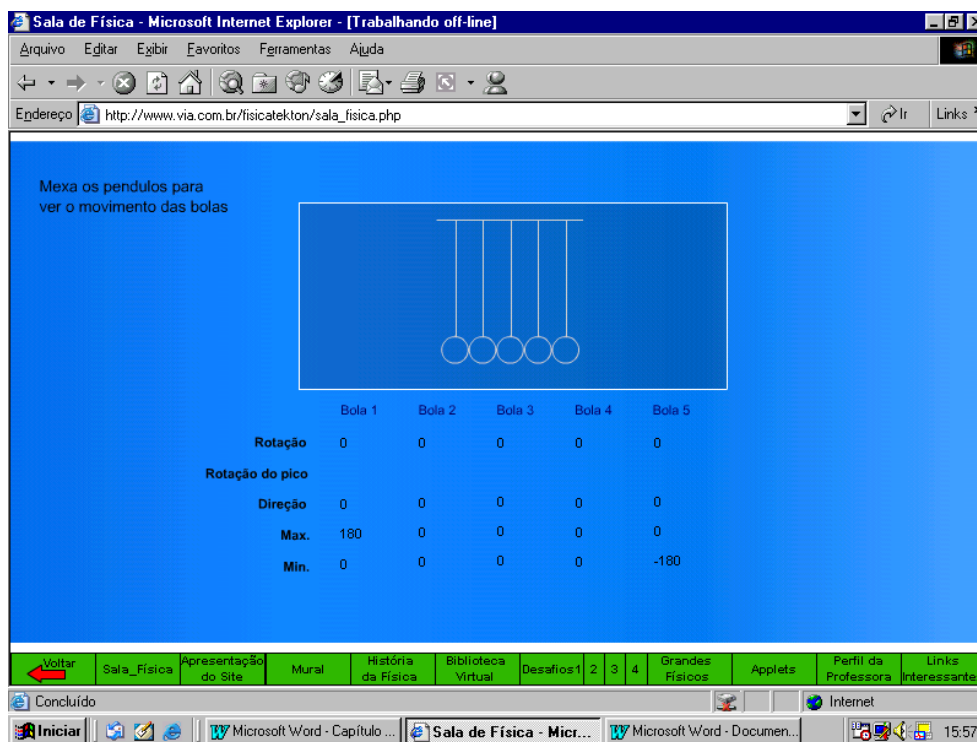 Sala de Física - Microsoft Internet Explorer - [Trabalhando off-line]
Arquivo Editar Exibir Favoritos Ferramentas Ajuda
Endereço http://www.via.com.br/fisicatekton/sala_fisica.php Ir Links
Mexa os pendulos para
ver o movimento das bolas
Bola 1 Bola 2 Bola 3 Bola 4 Bola 5
Rotação 0 0 0 0 0
Rotação do pico
Direção 0 0 0 0 0
Max. 180 0 0 0 0
Min. 0 0 0 0 -180
Voltar
Sala_Física
Apresentação
do Site
Mural
História
da Física
Biblioteca
Virtual
Desafios1 2 3 4
Grandes
Físicos
Applets
Perfil da
Professora
Links
Interessante
Concluído Internet
Iniciar Microsoft Word - Capítulo ... Sala de Física - Micr... Microsoft Word - Documen... 15:57